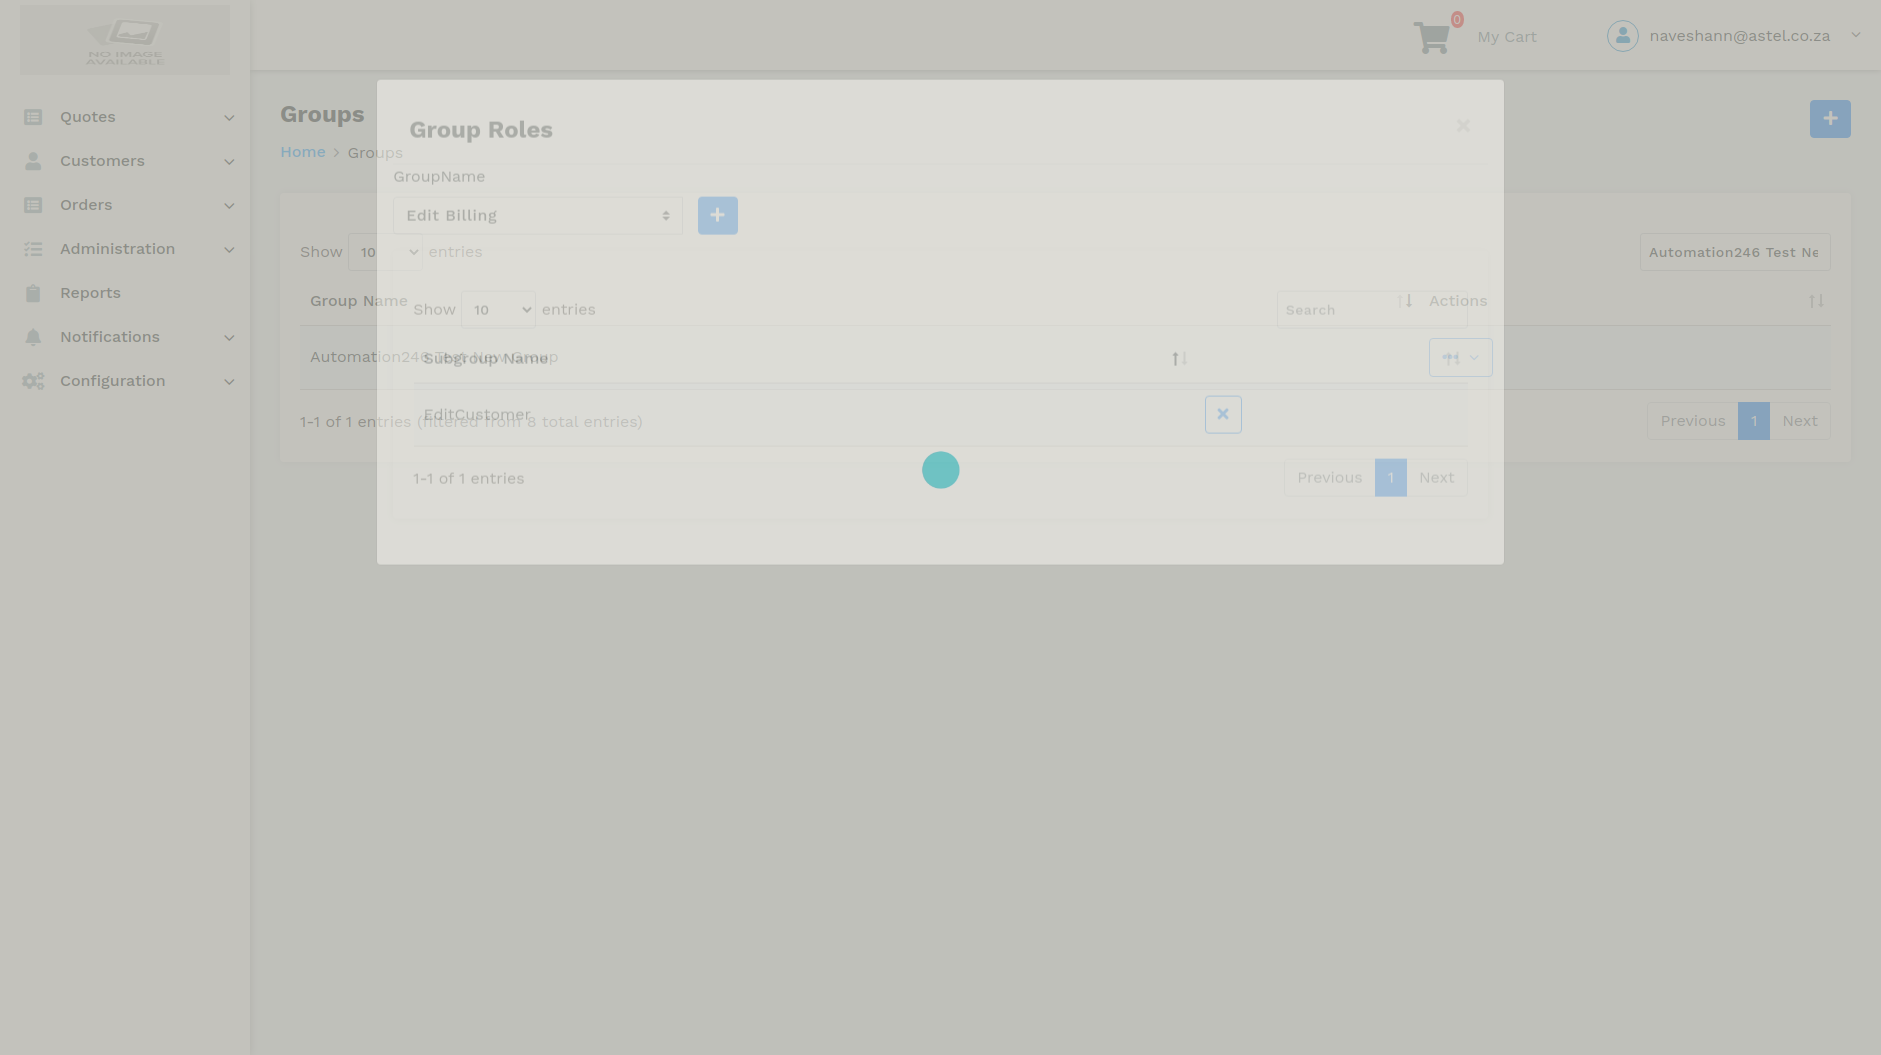 NO IMAGE
AVAILABLE
0
My Cart
naveshann@astel.co.za
Quotes
Customers
Orders
Administration
Reports
Notifications
Configuration
Groups
Home > Groups
Show 10 entries
Automation246 Test Ne
Group Name
Actions
Automation246 Test New Group
1-1 of 1 entries (filtered from 8 total entries)
Previous 1 Next
Group Roles
GroupName
Edit Billing
Show 10 entries
Search
Subgroup Name
EditCustomer
1-1 of 1 entries
Previous 1 Next